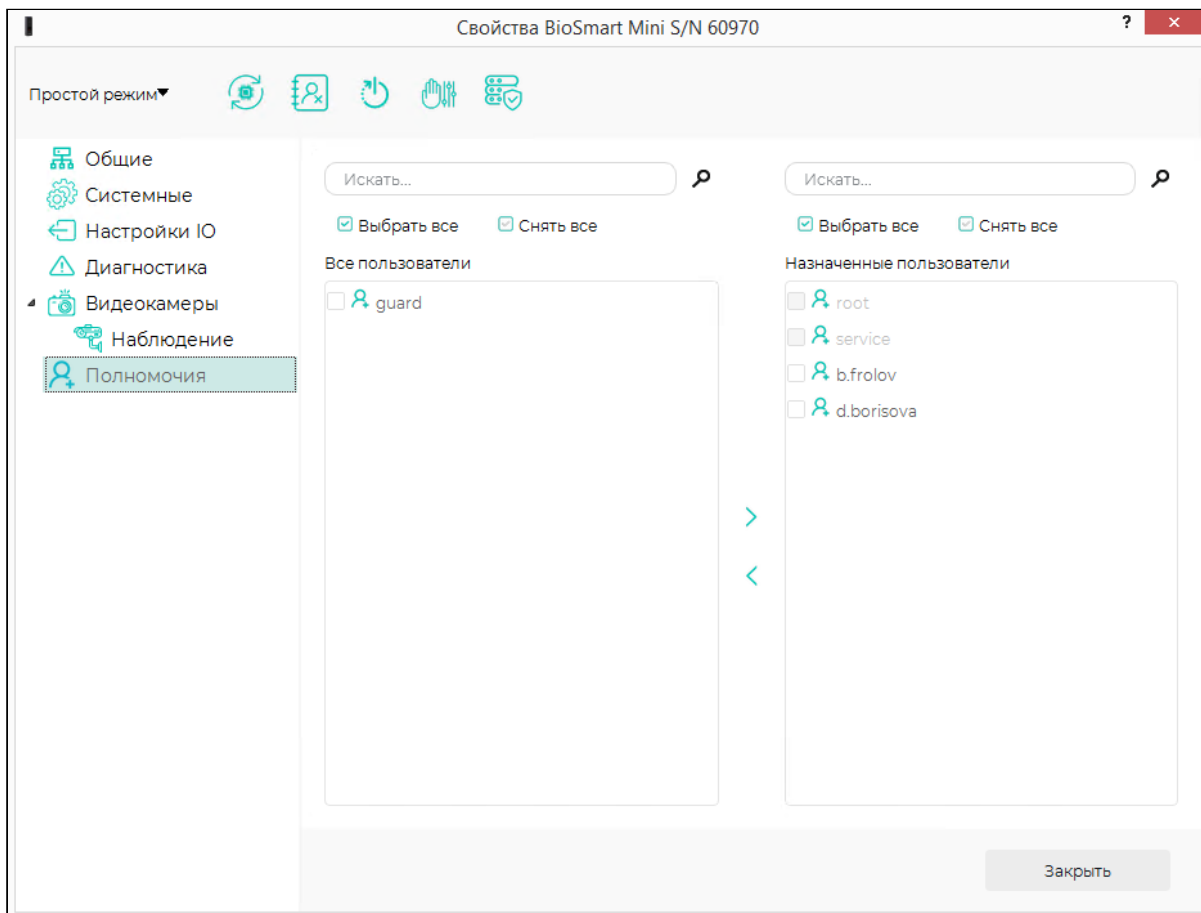 Свойства BioSmart Mini S/N 60970
?
Простой режим
Общие
Системные
Настройки IO
Диагностика
Видеокамеры
Наблюдение
Полномочия
Искать...
Выбрать все Снять все
Все пользователи
guard
Искать...
Выбрать все Снять все
Назначенные пользователи
root
service
b.frolov
d.borisova
Закрыть